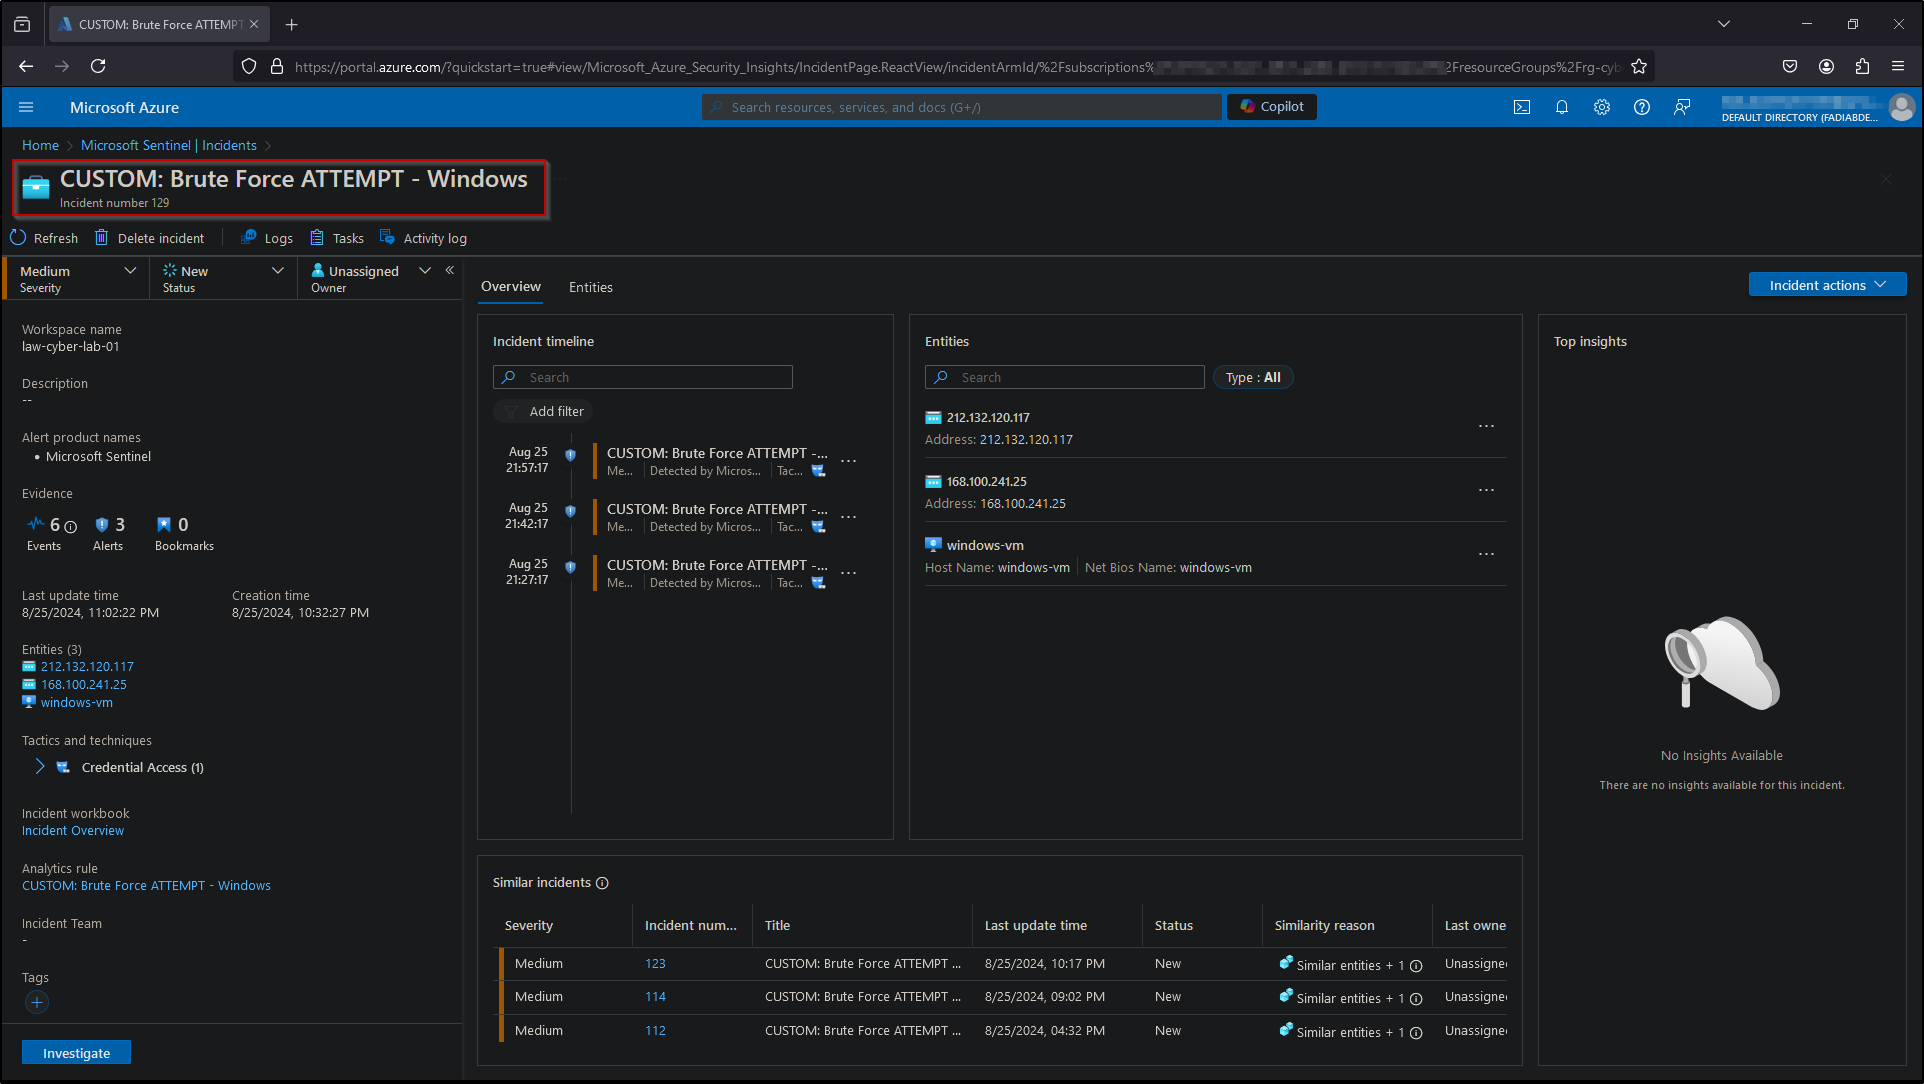 CUSTOM: Brute Force ATTEMPT
https://portal.azure.com/?quickstart=true#view/Microsoft_Azure_Security_Insights/IncidentPage.ReactView/incidentArmId/%2Fsubscriptions% 2FresourceGroups%2Frg-cyb
Microsoft Azure
Search resources, services, and docs (G+/)
Copilot
DEFAULT DIRECTORY (FADIABDE...
Home > Microsoft Sentinel | Incidents >
CUSTOM: Brute Force ATTEMPT - Windows
Incident number 129
Refresh Delete incident Logs Tasks Activity log
Medium New Unassigned
Severity Status Owner
Workspace name
law-cyber-lab-01
Description
--
Alert product names
• Microsoft Sentinel
Evidence
6 3 0
Events Alerts Bookmarks
Last update time Creation time
8/25/2024, 11:02:22 PM 8/25/2024, 10:32:27 PM
Entities (3)
212.132.120.117
168.100.241.25
windows-vm
Tactics and techniques
Credential Access (1)
Incident workbook
Incident Overview
Analytics rule
CUSTOM: Brute Force ATTEMPT - Windows
Incident Team
-
Tags
Investigate
Overview Entities
Incident actions
Incident timeline
Search
Add filter
Aug 25 CUSTOM: Brute Force ATTEMPT -...
21:57:17 Me... Detected by Micros... Tac...
Aug 25 CUSTOM: Brute Force ATTEMPT -...
21:42:17 Me... Detected by Micros... Tac...
Aug 25 CUSTOM: Brute Force ATTEMPT -...
21:27:17 Me... Detected by Micros... Tac...
Entities
Search Type : All
212.132.120.117
Address: 212.132.120.117
168.100.241.25
Address: 168.100.241.25
windows-vm
Host Name: windows-vm Net Bios Name: windows-vm
Top insights
No Insights Available
There are no insights available for this incident.
Similar incidents
Severity Incident num... Title Last update time Status Similarity reason Last owne
Medium 123 CUSTOM: Brute Force ATTEMPT ... 8/25/2024, 10:17 PM New Similar entities + 1 Unassigne
Medium 114 CUSTOM: Brute Force ATTEMPT ... 8/25/2024, 09:02 PM New Similar entities + 1 Unassigne
Medium 112 CUSTOM: Brute Force ATTEMPT ... 8/25/2024, 04:32 PM New Similar entities + 1 Unassigne